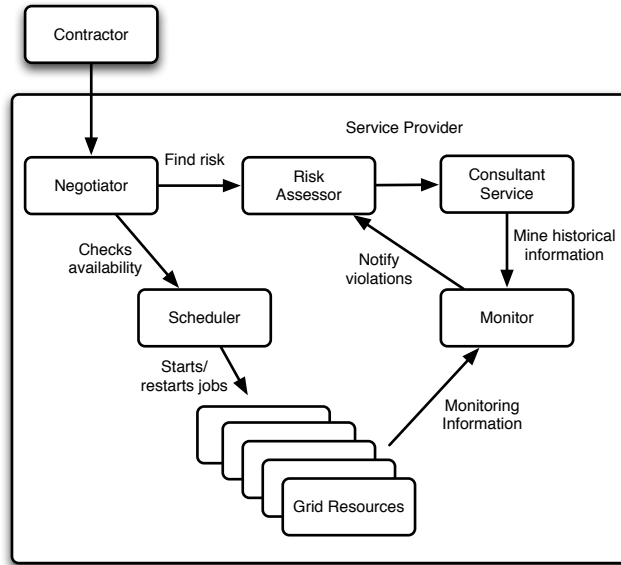 Contractor
Service Provider
Find risk
Negotiator
Risk
Assessor
Consultant
Service
Checks
availability
Notify
violations
Mine historical
information
Scheduler
Monitor
Starts/
restarts jobs
Monitoring
Information
Grid Resources